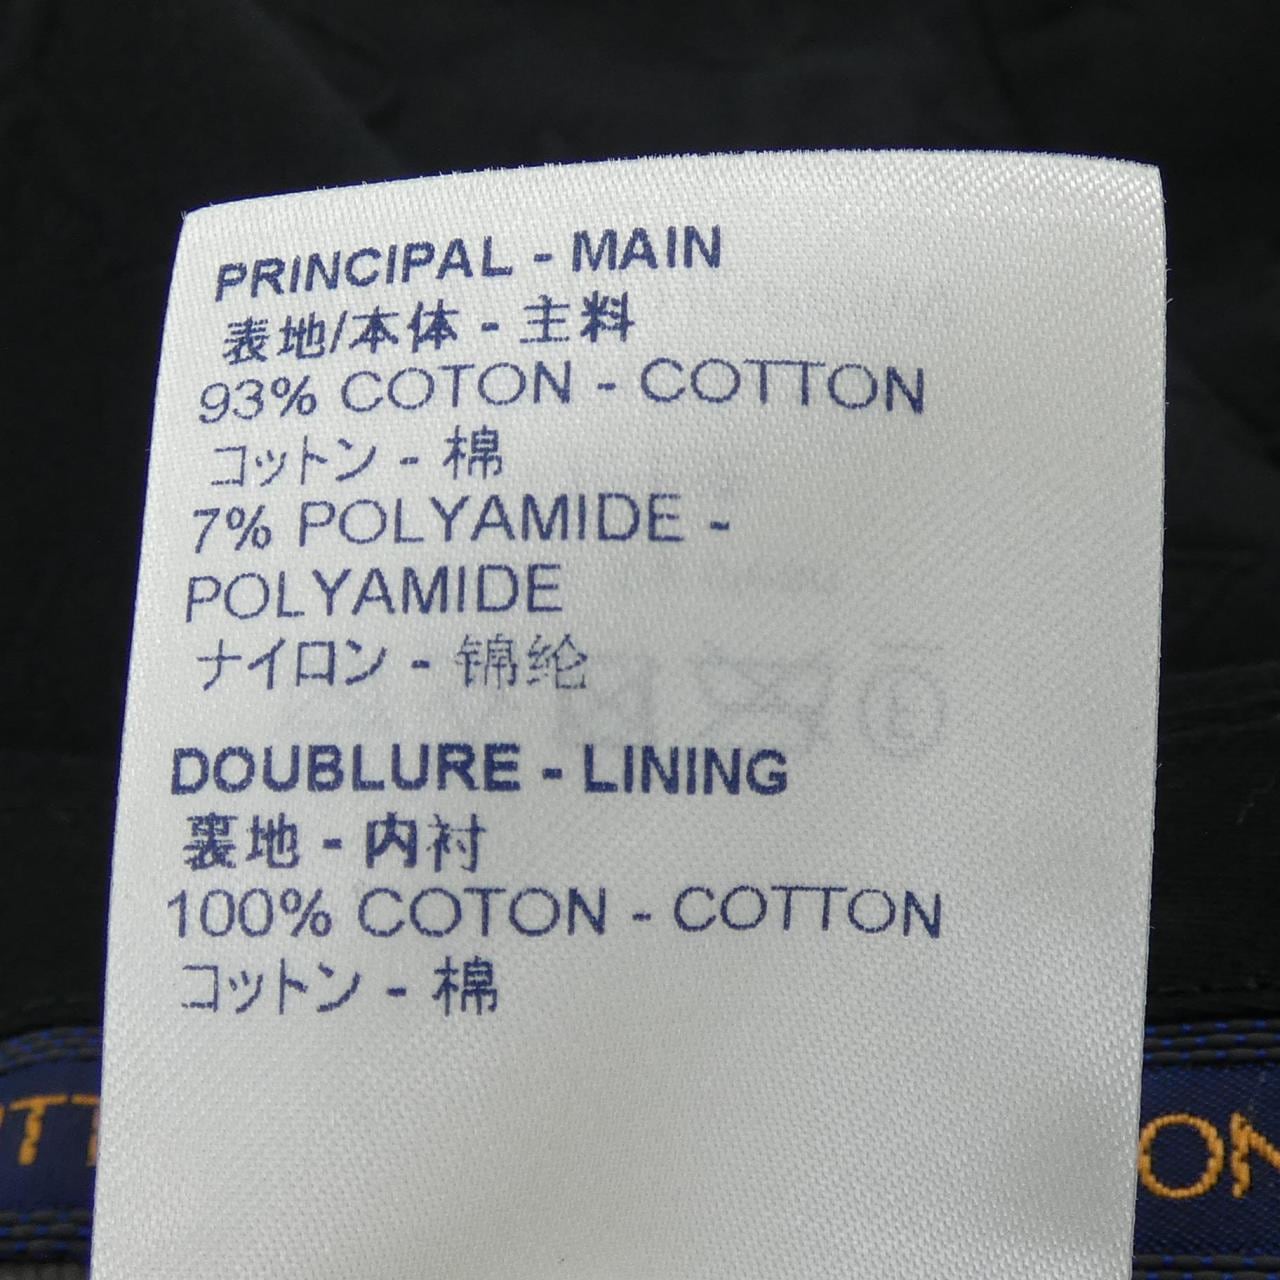 PRINCIPAL - MAIN
表地/本体 - 主料
93% COTON - COTTON
コットン - 棉
7% POLYAMIDE -
POLYAMIDE
ナイロン - 锦纶
DOUBLURE - LINING
裏地 - 内衬
100% COTON - COTTON
コットン - 棉